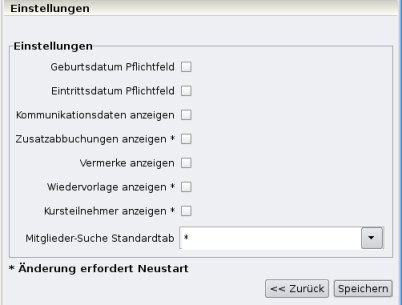 Einstellungen
Einstellungen
Geburtsdatum Pflichtfeld
Eintrittsdatum Pflichtfeld
Kommunikationsdaten anzeigen
Zusatzabbuchungen anzeigen *
Vermerke anzeigen
Wiedervorlage anzeigen *
Kursteilnehmer anzeigen *
Mitglieder-Suche Standardtab *
* Änderung erfordert Neustart
<< Zurück Speichern